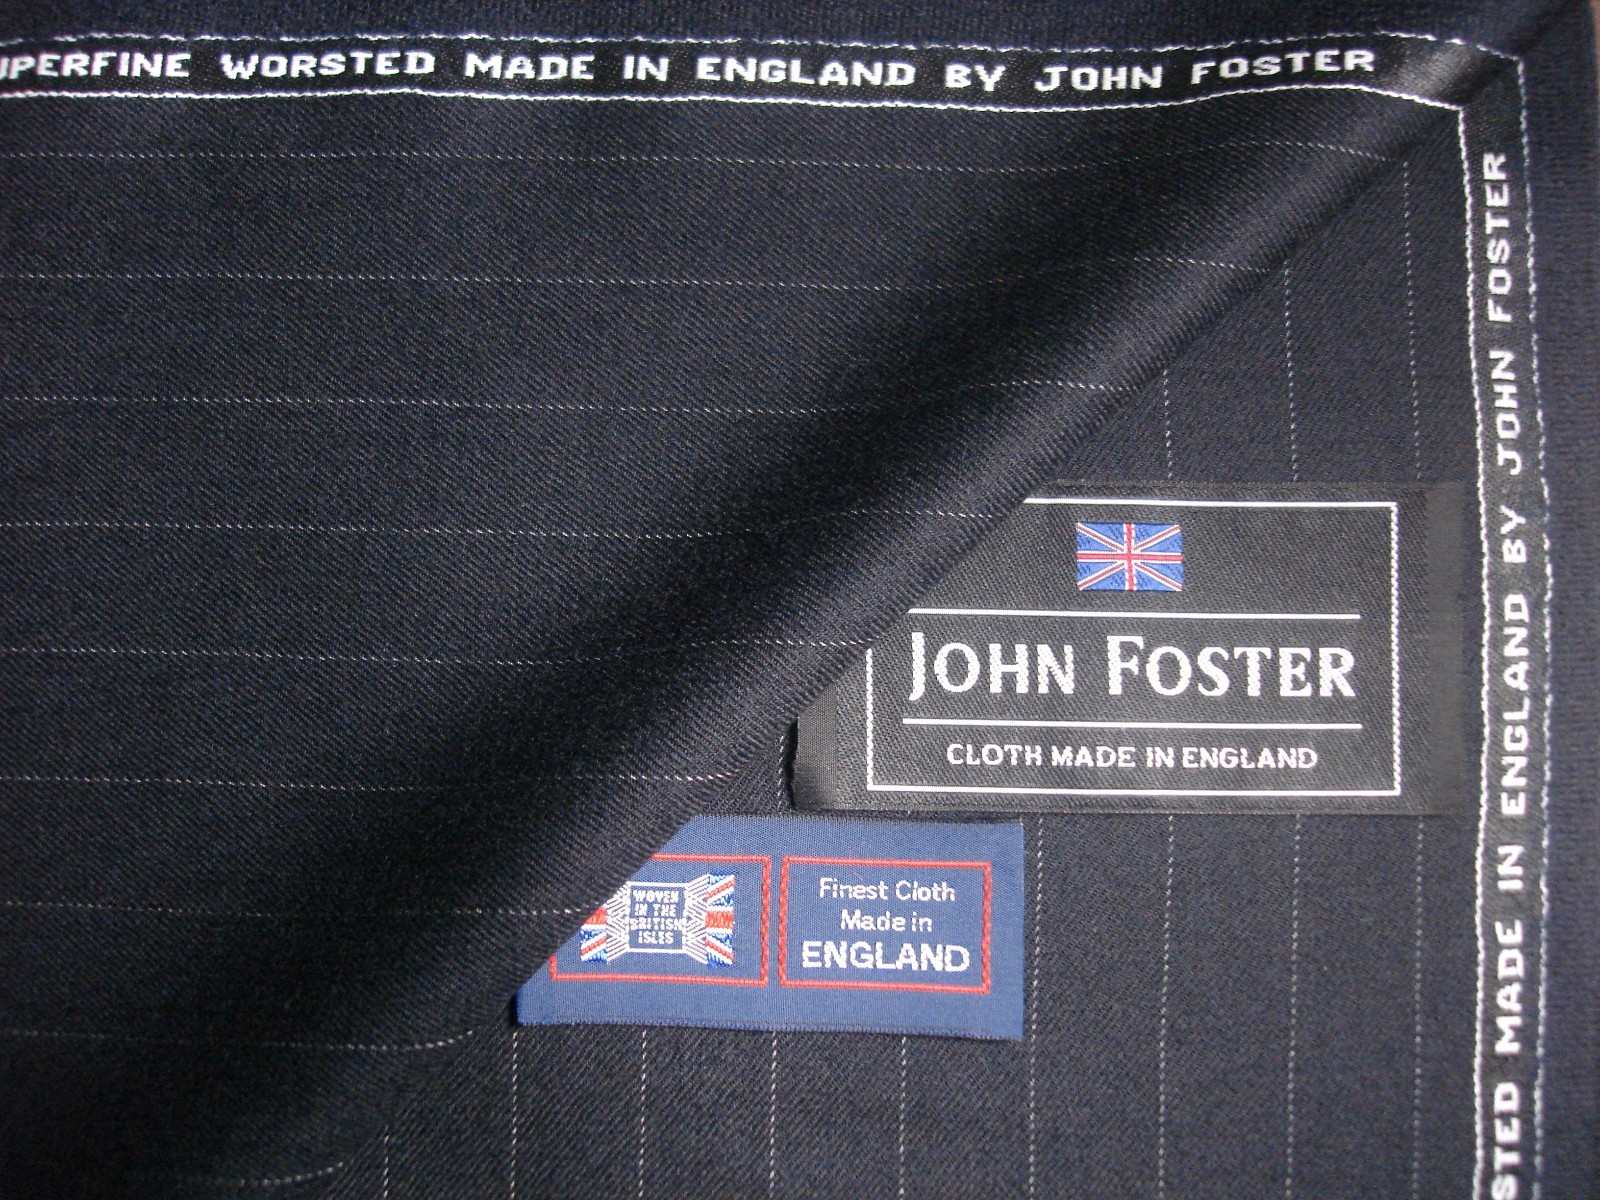 UPERFINE WORSTED MADE IN ENGLAND BY JOHN FOSTER
STED MADE IN ENGLAND BY JOHN FOSTER
JOHN FOSTER
CLOTH MADE IN ENGLAND
WOVEN
IN THE
BRITISH
ISLES
Finest Cloth
Made in
ENGLAND